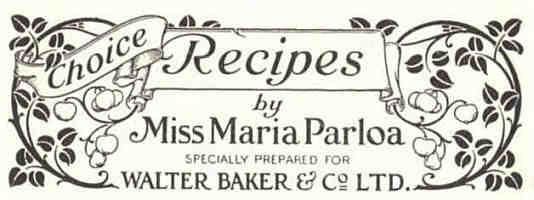 Choice Recipes
by
Miss Maria Parloa
SPECIALLY PREPARED FOR
WALTER BAKER & Co LTD.